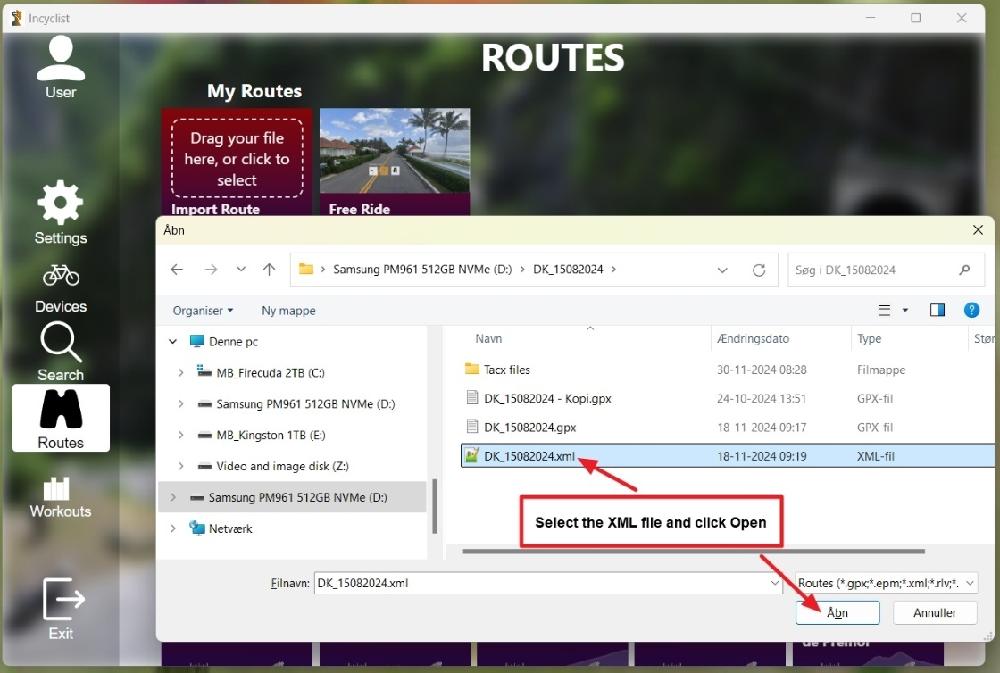 Incyclist
User
Settings
Devices
Search
Routes
Workouts
Exit
ROUTES
My Routes
Drag your file
here, or click to
select
Import Route
Free Ride
Åbn
Samsung PM961 512GB NVMe (D:) > DK_15082024 >
Søg i DK_15082024
Organiser
Ny mappe
Denne pc
MB_Firecuda 2TB (C:)
Samsung PM961 512GB NVMe (D:)
MB_Kingston 1TB (E:)
Video and image disk (Z:)
Samsung PM961 512GB NVMe (D:)
Netværk
Navn Ændringsdato Type Stør
Tacx files 30-11-2024 08:28 Filmappe
DK_15082024 - Kopi.gpx 24-10-2024 13:51 GPX-fil
DK_15082024.gpx 18-11-2024 09:17 GPX-fil
DK_15082024.xml 18-11-2024 09:19 XML-fil
Select the XML file and click Open
Filnavn: DK_15082024.xml
Routes (*.gpx;*.epm;*.xml;*.rlv;*.
Åbn
Annuller
de Fremol